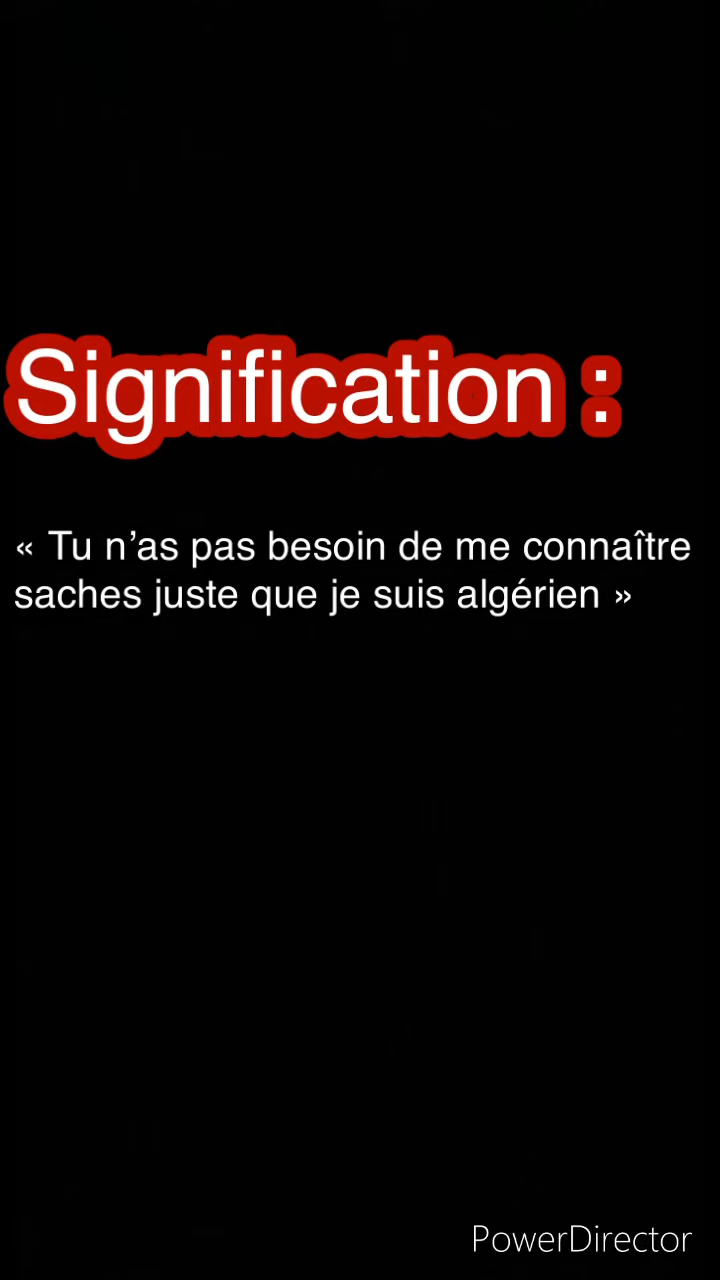 Signification :
« Tu n’as pas besoin de me connaître
saches juste que je suis algérien »
PowerDirector